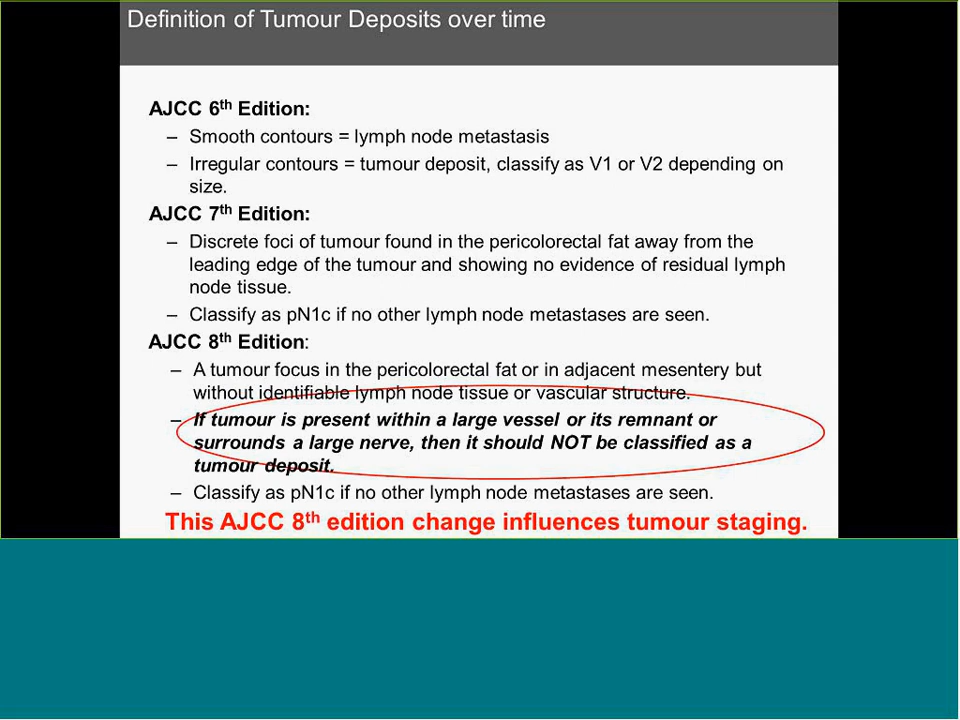 Definition of Tumour Deposits over time
AJCC 6th Edition:
– Smooth contours = lymph node metastasis
– Irregular contours = tumour deposit, classify as V1 or V2 depending on
size.
AJCC 7th Edition:
– Discrete foci of tumour found in the pericolorectal fat away from the
leading edge of the tumour and showing no evidence of residual lymph
node tissue.
– Classify as pN1c if no other lymph node metastases are seen.
AJCC 8th Edition:
– A tumour focus in the pericolorectal fat or in adjacent mesentery but
without identifiable lymph node tissue or vascular structure.
– If tumour is present within a large vessel or its remnant or
surrounds a large nerve, then it should NOT be classified as a
tumour deposit.
– Classify as pN1c if no other lymph node metastases are seen.
This AJCC 8th edition change influences tumour staging.